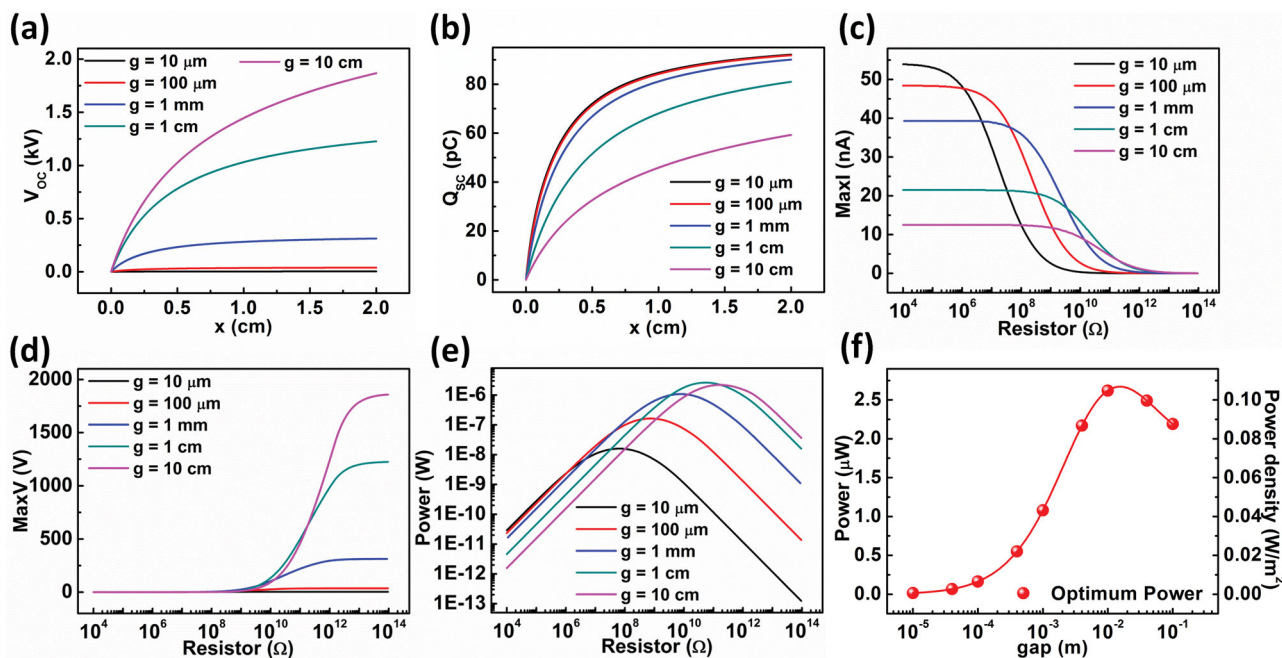 (a)
2.0
1.5
1.75
1.0
0.5
0.25
0.0
V_OC (kV)
g = 10 μm
g = 100 μm
g = 1 mm
g = 1 cm
g = 10 cm
0.0 0.5 1.0 1.5 2.0
x (cm)
(b)
80
60
40
20
0
Q_SC (pC)
g = 10 μm
g = 100 μm
g = 1 mm
g = 1 cm
g = 10 cm
0.0 0.5 1.0 1.5 2.0
x (cm)
(c)
50
40
30
20
10
0
MaxI (nA)
g = 10 μm
g = 100 μm
g = 1 mm
g = 1 cm
g = 10 cm
10^4 10^6 10^8 10^10 10^12 10^14
Resistor (Ω)
(d)
2000
1500
1000
500
0
MaxV (V)
g = 10 μm
g = 100 μm
g = 1 mm
g = 1 cm
g = 10 cm
10^4 10^6 10^8 10^10 10^12 10^14
Resistor (Ω)
(e)
1E-5
1E-6
1E-7
1E-8
1E-9
1E-10
1E-11
1E-12
1E-13
Power (W)
g = 10 μm
g = 100 μm
g = 1 mm
g = 1 cm
g = 10 cm
10^4 10^6 10^8 10^10 10^12 10^14
Resistor (Ω)
(f)
2.5
2.0
1.5
1.0
0.5
0.0
Power (μW)
0.10
0.08
0.06
0.04
0.02
0.00
Power density (W/m^2)
Optimum Power
10^-5 10^-4 10^-3 10^-2 10^-1
gap (m)